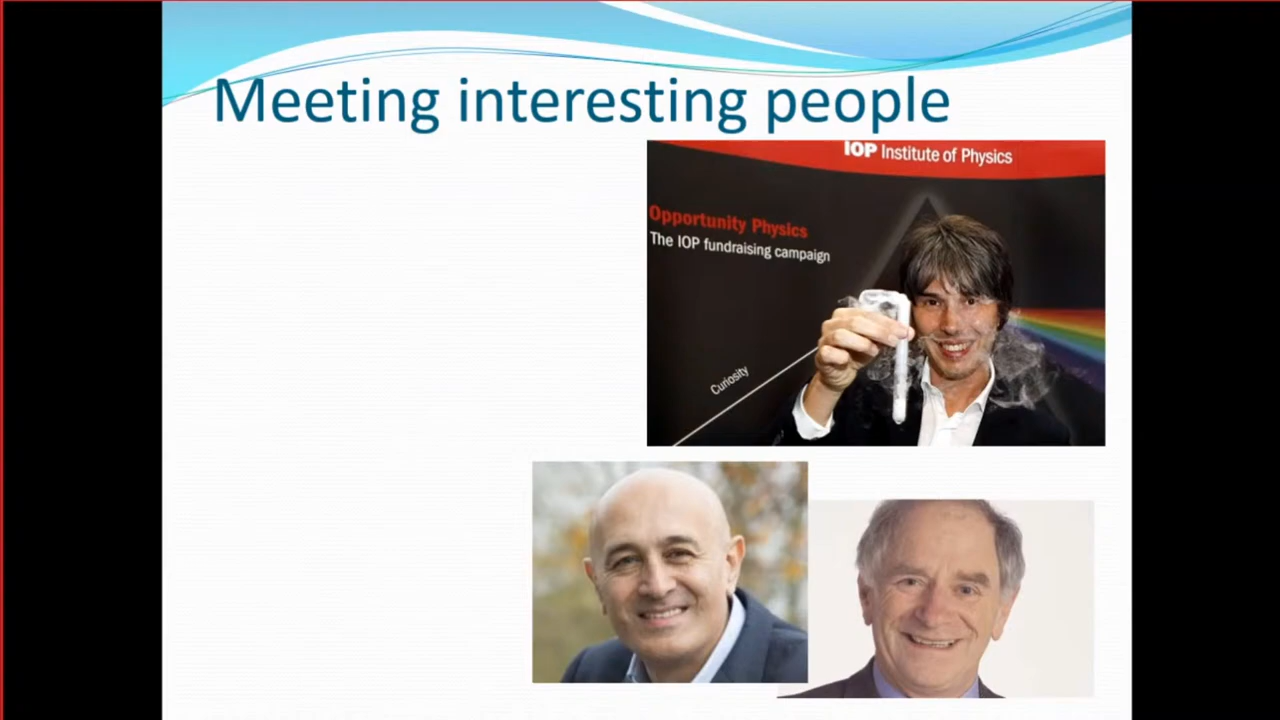 Meeting interesting people
IOP Institute of Physics
Opportunity Physics
The IOP fundraising campaign
Curiosity